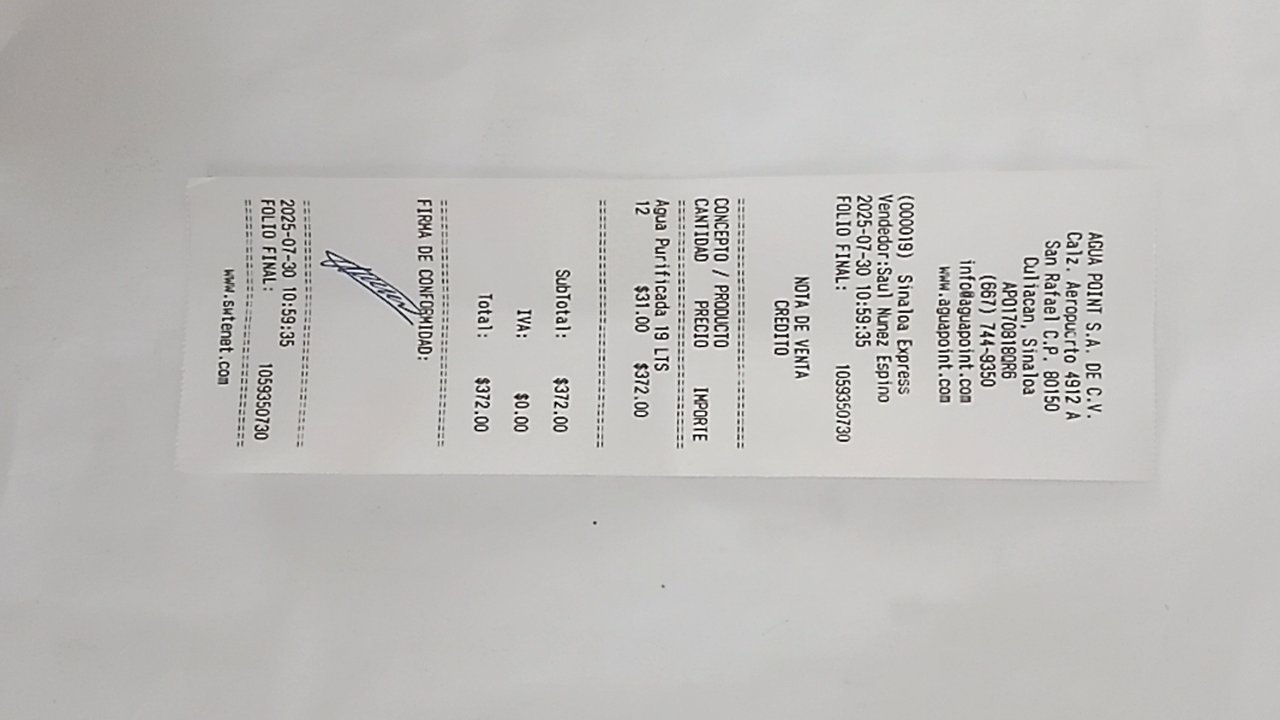 AGUA POINT S.A. DE C.V.
Calz. Aeropuerto 4912 A
San Rafael C.P. 80150
Culiacan, Sinaloa
APO170818QR6
(667) 744-9350
info@aguapoint.com
www.aguapoint.com
(000019) Sinaloa Express
Vendedor:Saul Nunez Espino
2025-07-30 10:59:35
FOLIO FINAL: 1059350730
NOTA DE VENTA
CREDITO
CONCEPTO / PRODUCTO
CANTIDAD PRECIO IMPORTE
Agua Purificada 19 LTS
12 $31.00 $372.00
SubTotal: $372.00
IVA: $0.00
Total: $372.00
FIRMA DE CONFORMIDAD:
2025-07-30 10:59:35
FOLIO FINAL: 1059350730
www.swtenet.com